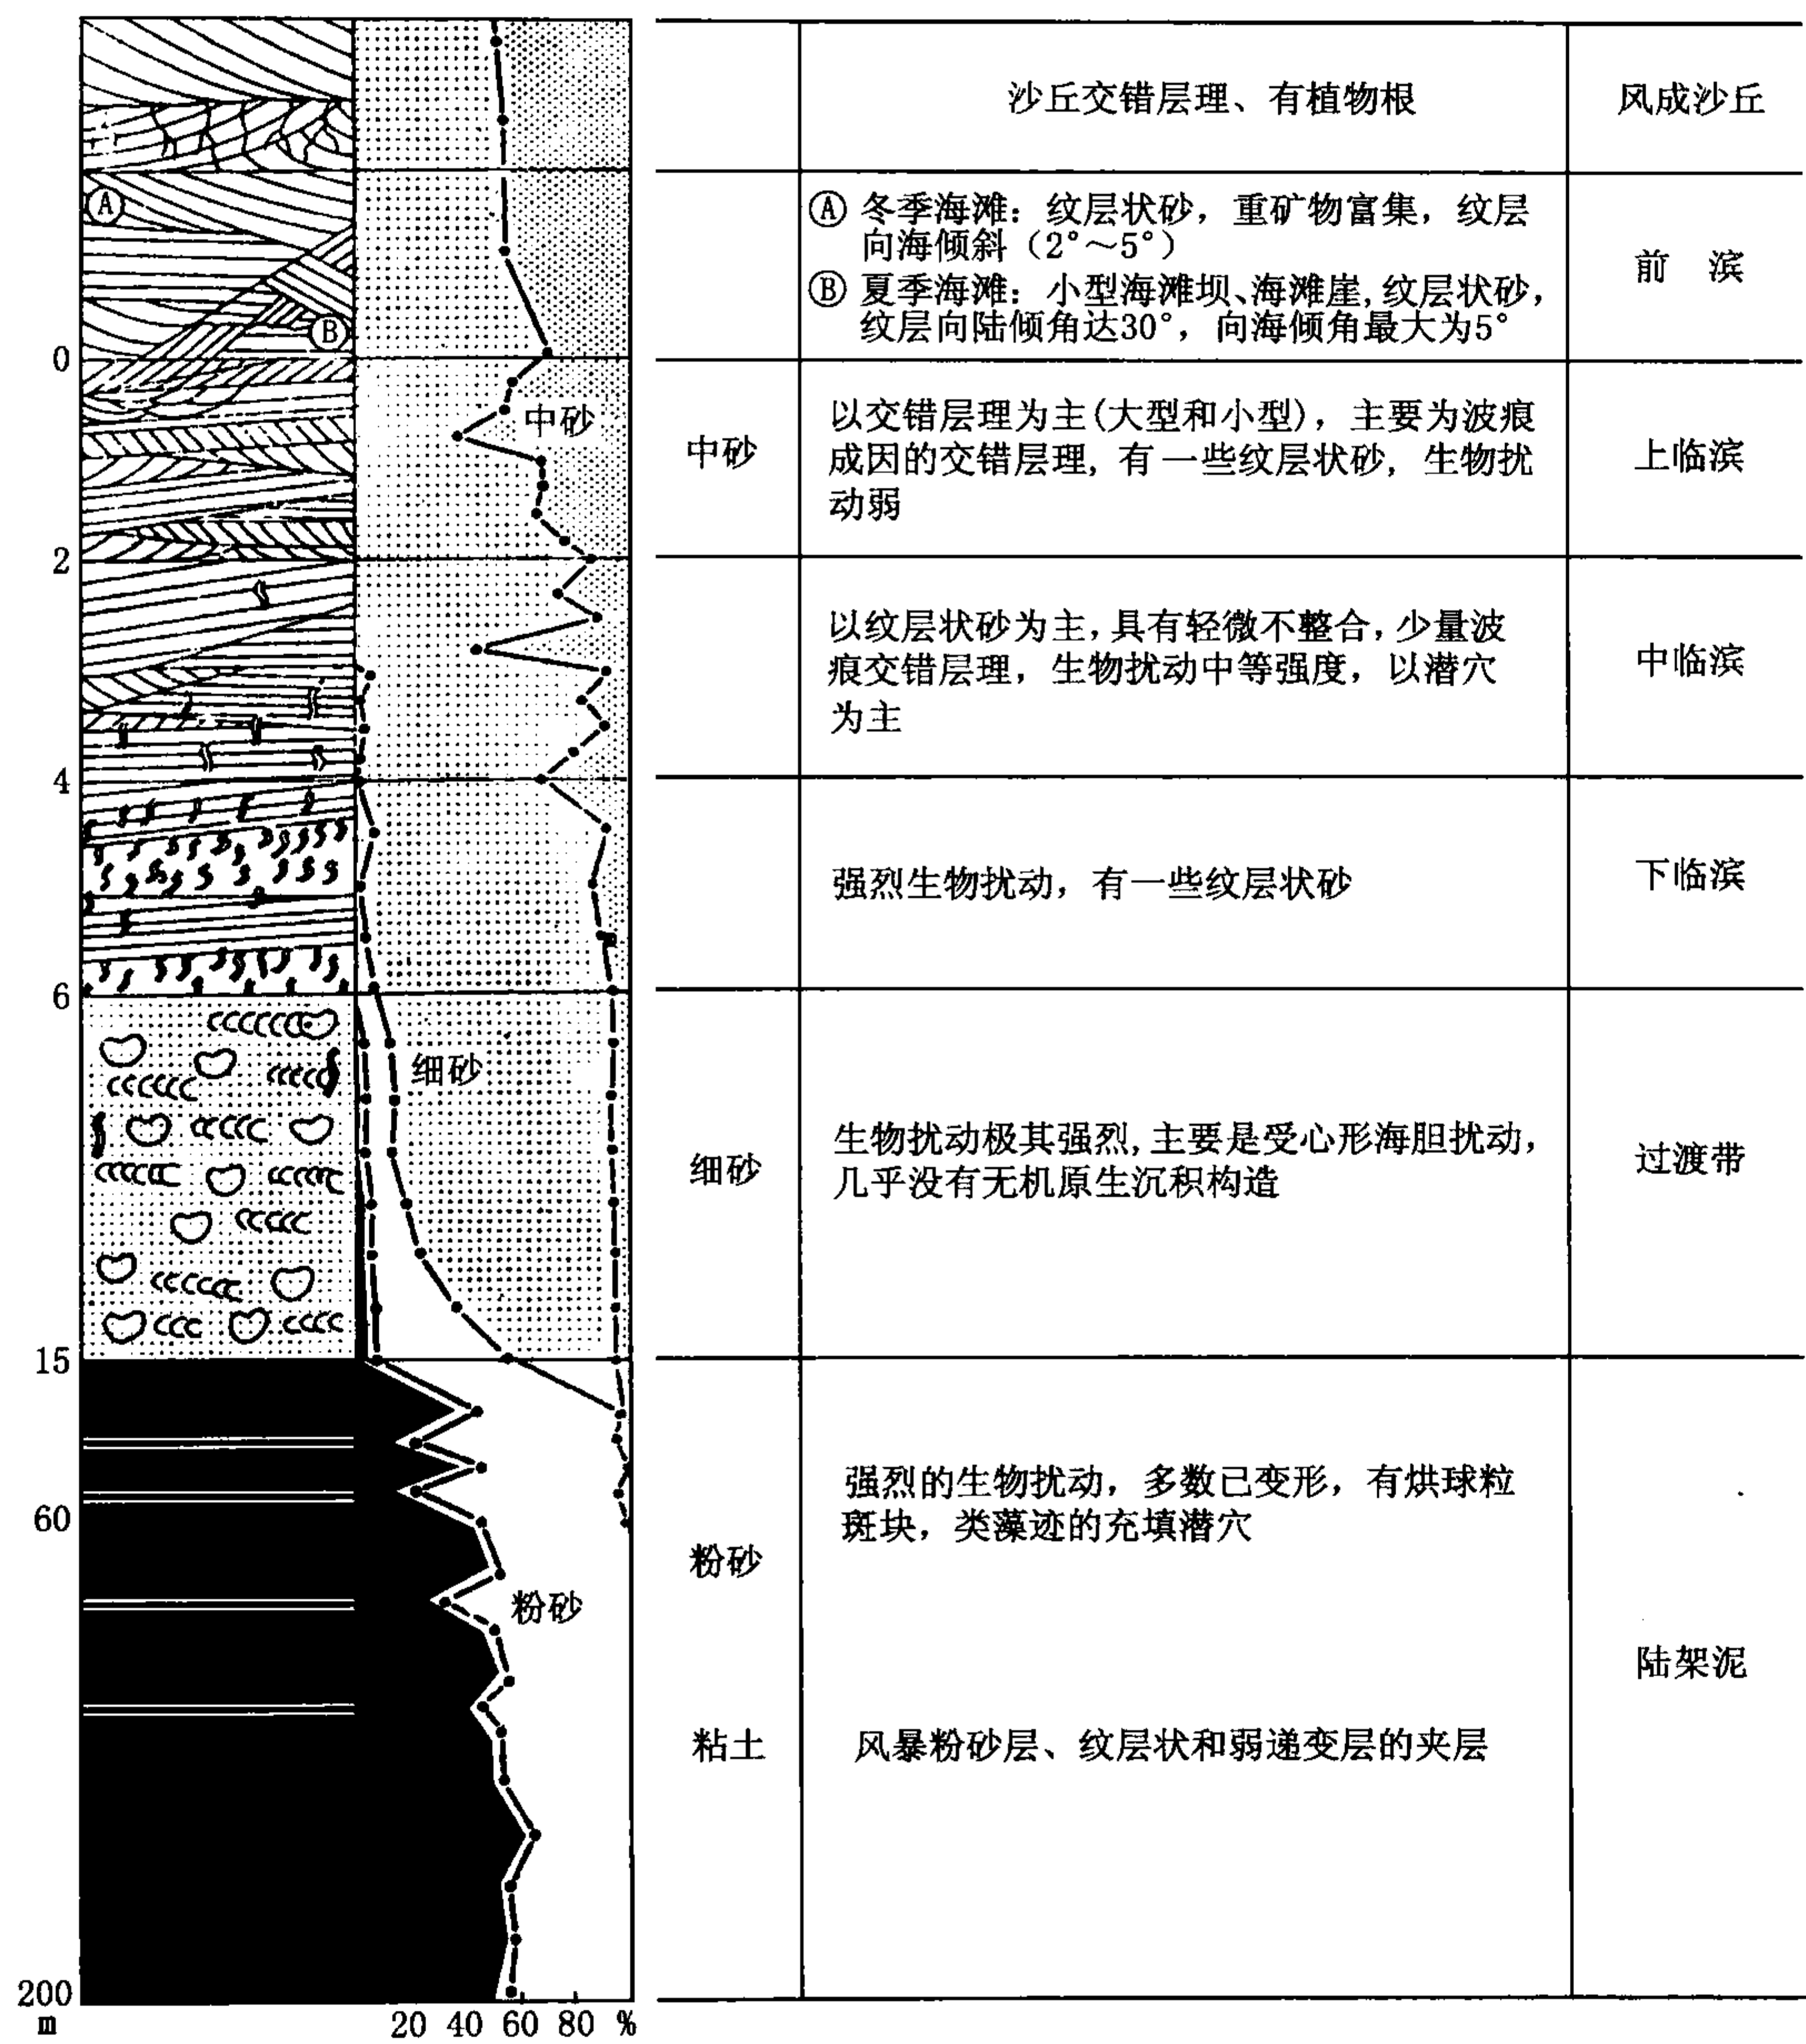 沙丘交错层理、有植物根
风成沙丘
A
Ⓐ 冬季海滩：纹层状砂，重矿物富集，纹层
向海倾斜（2°～5°）
Ⓑ 夏季海滩：小型海滩坝、海滩崖，纹层状砂，
纹层向陆倾角达30°，向海倾角最大为5°
前 滨
B
0
中砂
中砂
以交错层理为主(大型和小型)，主要为波痕
成因的交错层理，有一些纹层状砂，生物扰
动弱
上临滨
2
以纹层状砂为主，具有轻微不整合，少量波
痕交错层理，生物扰动中等强度，以潜穴
为主
中临滨
4
强烈生物扰动，有一些纹层状砂
下临滨
6
细砂
细砂
生物扰动极其强烈，主要是受心形海胆扰动，
几乎没有无机原生沉积构造
过渡带
15
强烈的生物扰动，多数已变形，有烘球粒
斑块，类藻迹的充填潜穴
60
粉砂
粉砂
陆架泥
粘土
风暴粉砂层、纹层状和弱递变层的夹层
200
m
20 40 60 80 %